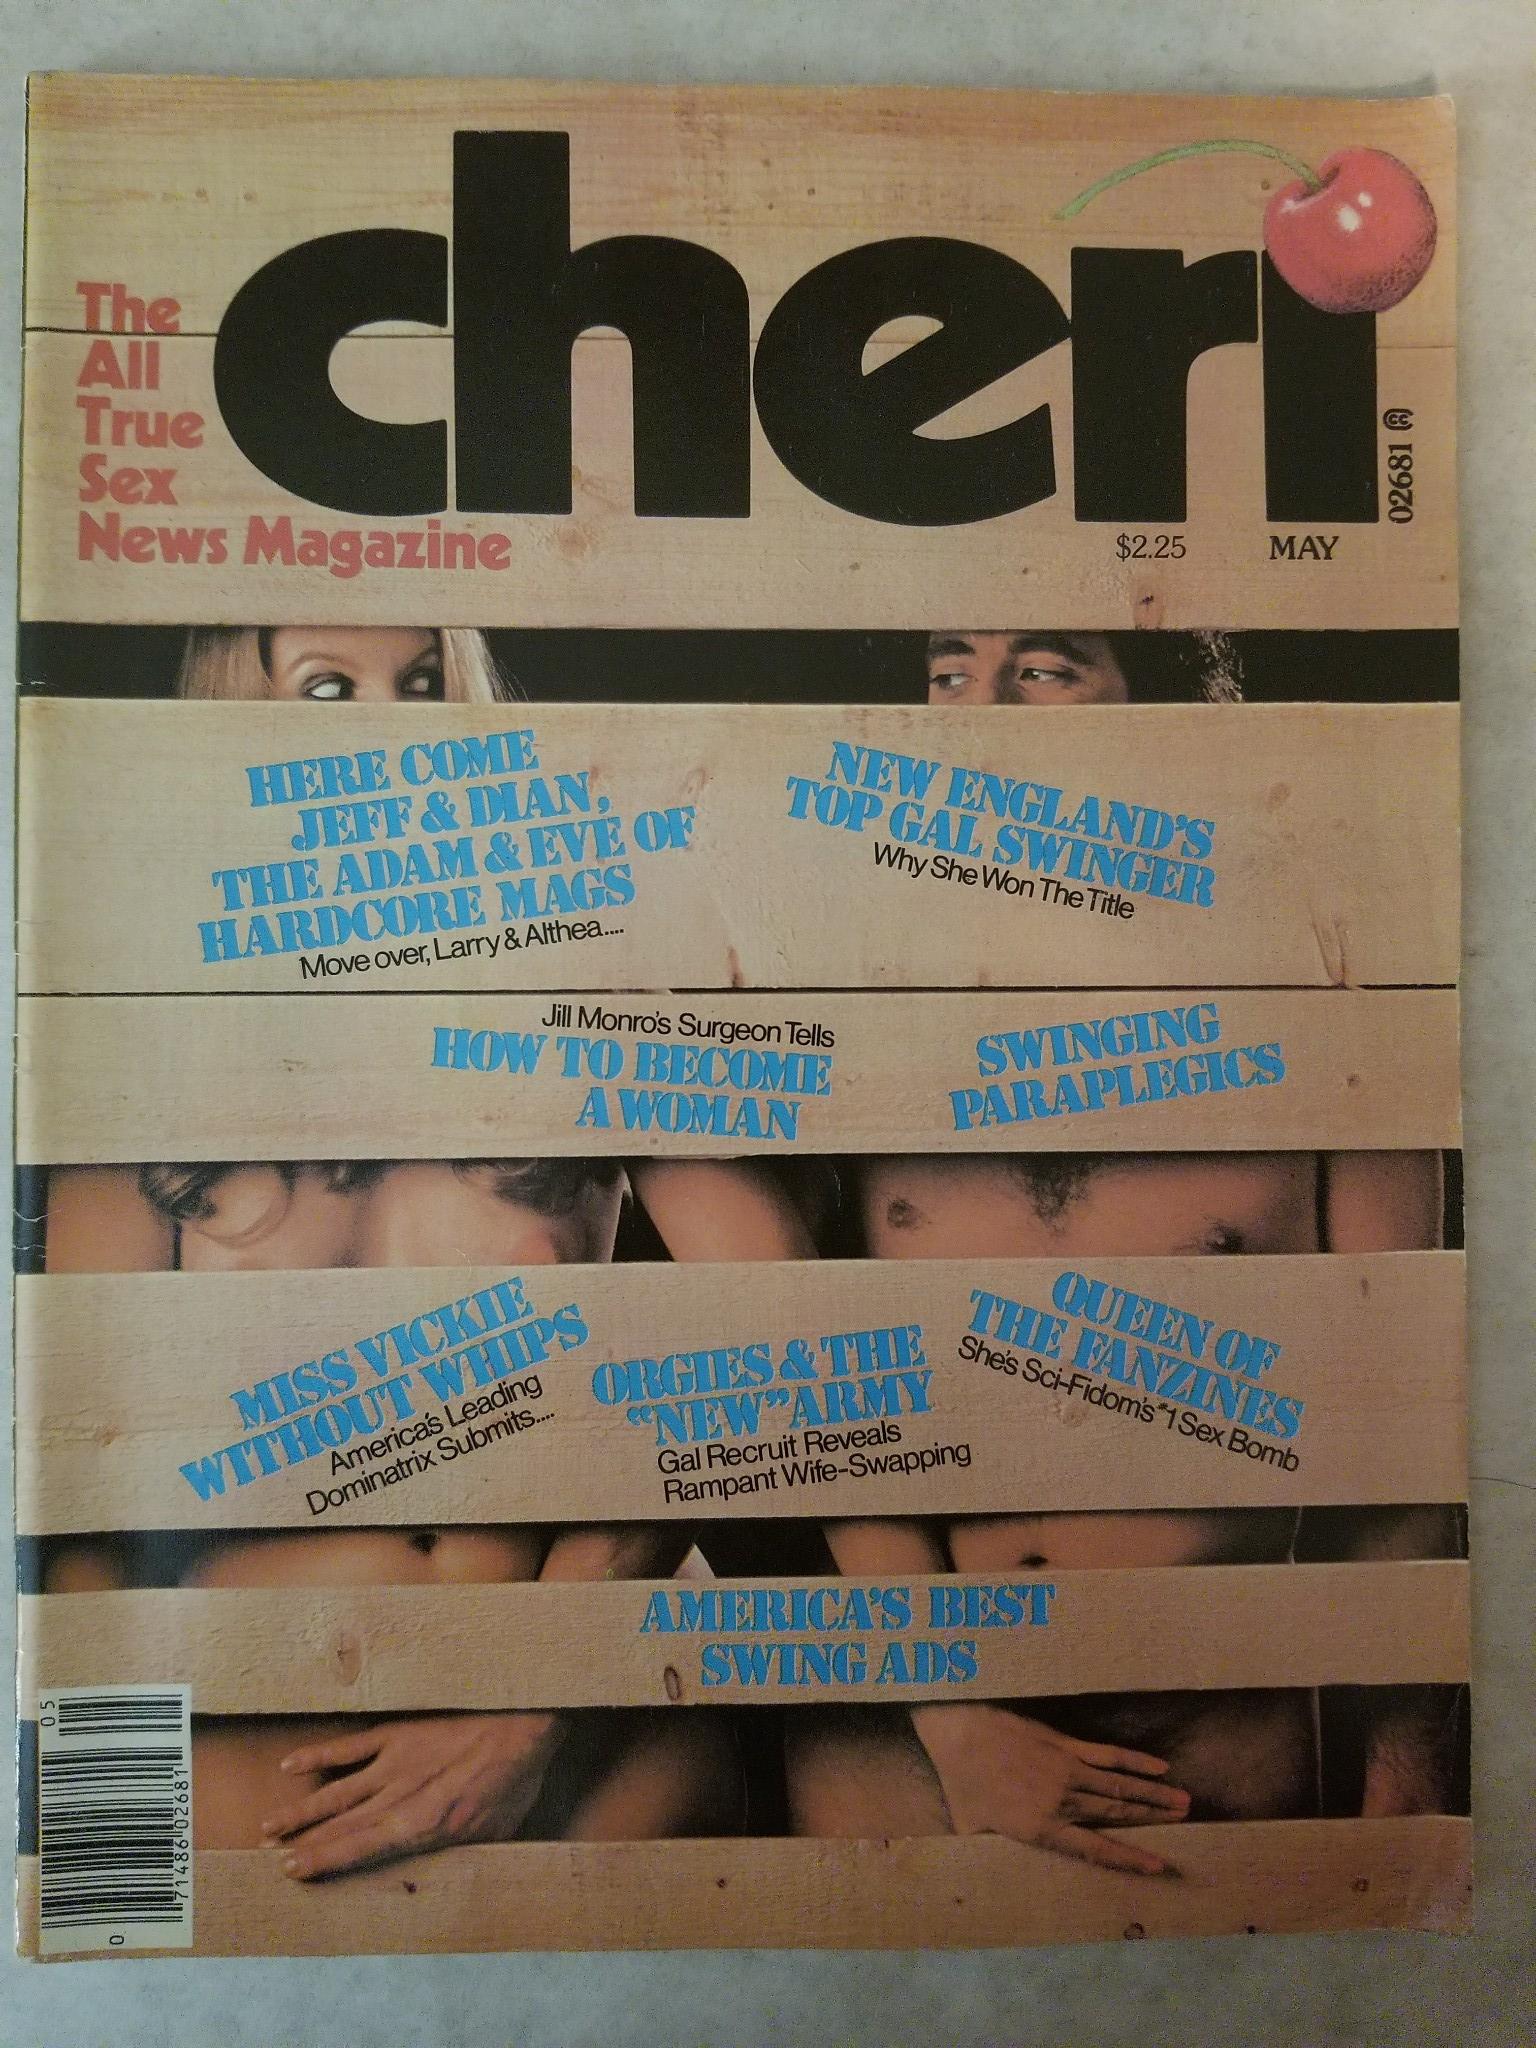 cheri
The
All
True
Sex
News Magazine
$2.25 MAY
02681
HERE COME
JEFF & DIAN,
THE ADAM & EVE OF
HARDCORE MAGS
Move over, Larry & Althea....
NEW ENGLAND'S
TOP GAL SWINGER
Why She Won The Title
Jill Monro's Surgeon Tells
HOW TO BECOME
A WOMAN
SWINGING
PARAPLEGICS
MISS VICKIE
WITHOUT WHIPS
America's Leading
Dominatrix Submits....
ORGIES & THE
"NEW" ARMY
Gal Recruit Reveals
Rampant Wife-Swapping
QUEEN OF
THE FANZINES
She's Sci-Fidom's #1 Sex Bomb
AMERICA'S BEST
SWING ADS
05
0 71486 02681